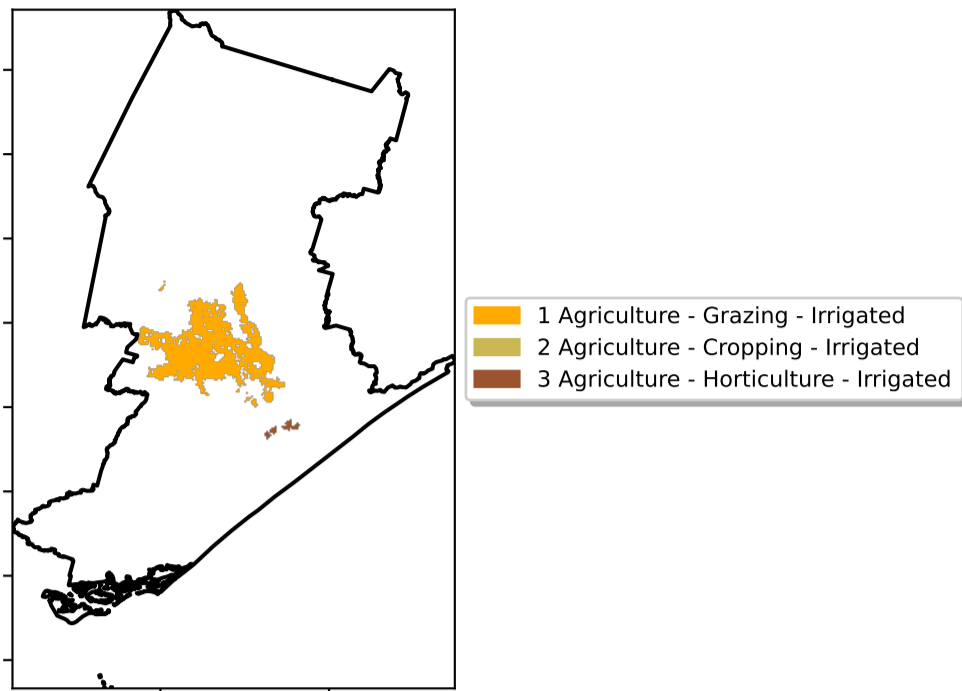 1 Agriculture - Grazing - Irrigated
2 Agriculture - Cropping - Irrigated
3 Agriculture - Horticulture - Irrigated